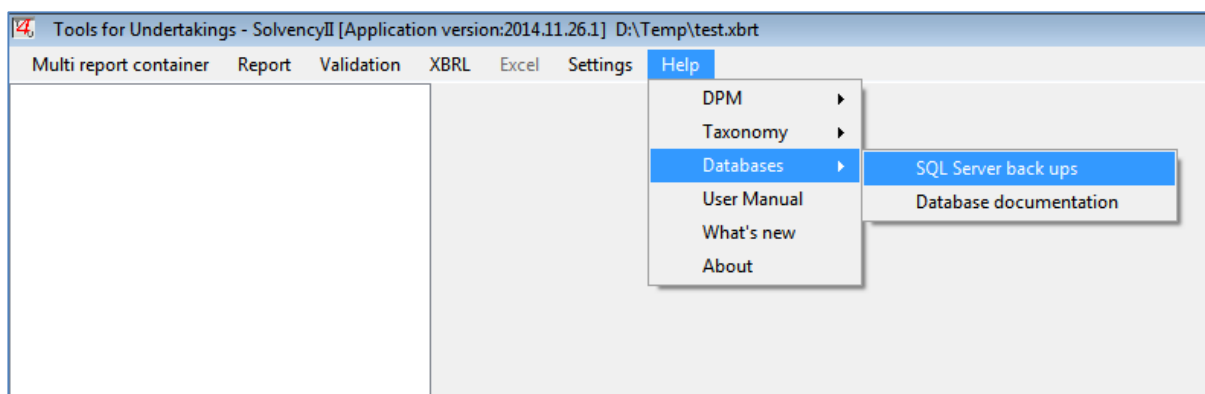 Tools for Undertakings - SolvencyII [Application version:2014.11.26.1] D:\Temp\test.xbrt
Multi report container Report Validation XBRL Excel Settings Help
DPM
Taxonomy
Databases
SQL Server back ups
User Manual
Database documentation
What's new
About